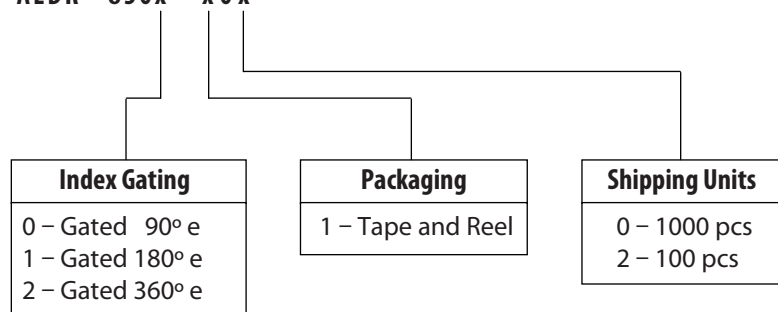 Index Gating
0 – Gated 90º e
1 – Gated 180º e
2 – Gated 360º e
Packaging
1 – Tape and Reel
Shipping Units
0 – 1000 pcs
2 – 100 pcs